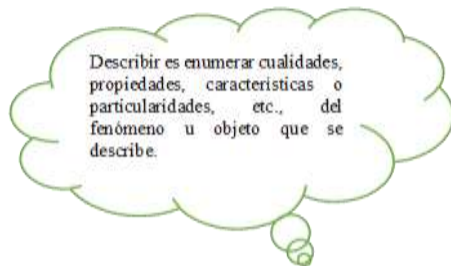 Describir es enumerar cualidades,
propiedades, características o
particularidades, etc., del
fenómeno u objeto que se
describe.